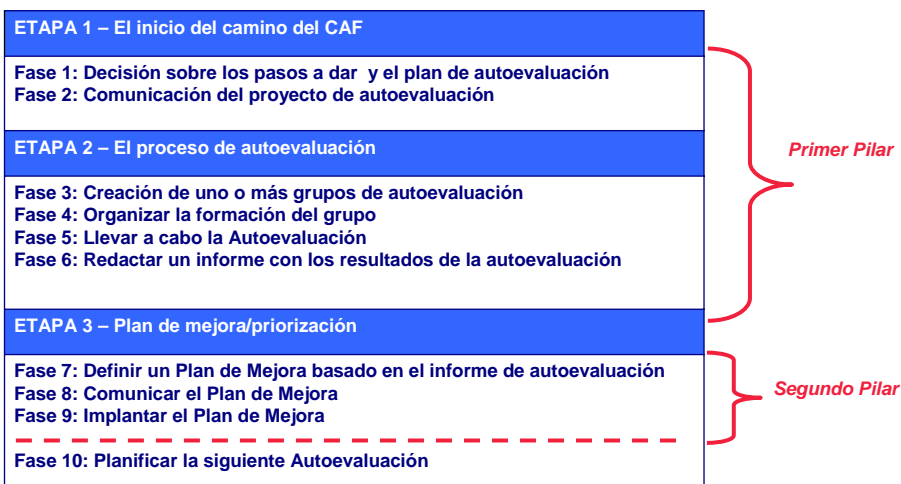 ETAPA 1 – El inicio del camino del CAF
Fase 1: Decisión sobre los pasos a dar y el plan de autoevaluación
Fase 2: Comunicación del proyecto de autoevaluación
ETAPA 2 – El proceso de autoevaluación
Primer Pilar
Fase 3: Creación de uno o más grupos de autoevaluación
Fase 4: Organizar la formación del grupo
Fase 5: Llevar a cabo la Autoevaluación
Fase 6: Redactar un informe con los resultados de la autoevaluación
ETAPA 3 – Plan de mejora/priorización
Fase 7: Definir un Plan de Mejora basado en el informe de autoevaluación
Fase 8: Comunicar el Plan de Mejora
Segundo Pilar
Fase 9: Implantar el Plan de Mejora
Fase 10: Planificar la siguiente Autoevaluación